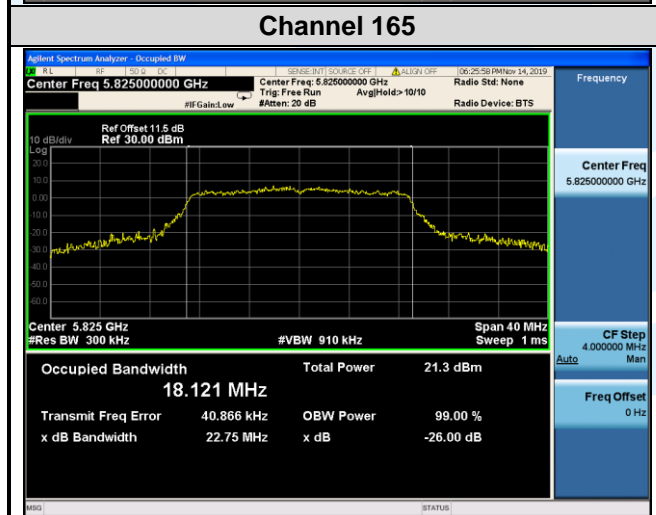 Channel 165
Agilent Spectrum Analyzer - Occupied BW
RL RF 50 Ω DC SENSE:INT SOURCE OFF ALIGN OFF 06:25:58 PM Nov 14, 2019
Center Freq 5.825000000 GHz
Center Freq: 5.825000000 GHz
Radio Std: None
Trig: Free Run Avg|Hold:>10/10
#IFGain:Low #Atten: 20 dB Radio Device: BTS
Frequency
Ref Offset 11.5 dB
10 dB/div Ref 30.00 dBm
Log
20.0
10.0
0.00
-10.0
-20.0
-30.0
-40.0
-50.0
-60.0
Center Freq
5.825000000 GHz
Center 5.825 GHz Span 40 MHz
#Res BW 300 kHz #VBW 910 kHz Sweep 1 ms
CF Step
4.000000 MHz
Auto Man
Occupied Bandwidth Total Power 21.3 dBm
18.121 MHz
Transmit Freq Error 40.866 kHz OBW Power 99.00 %
x dB Bandwidth 22.75 MHz x dB -26.00 dB
Freq Offset
0 Hz
MSG STATUS